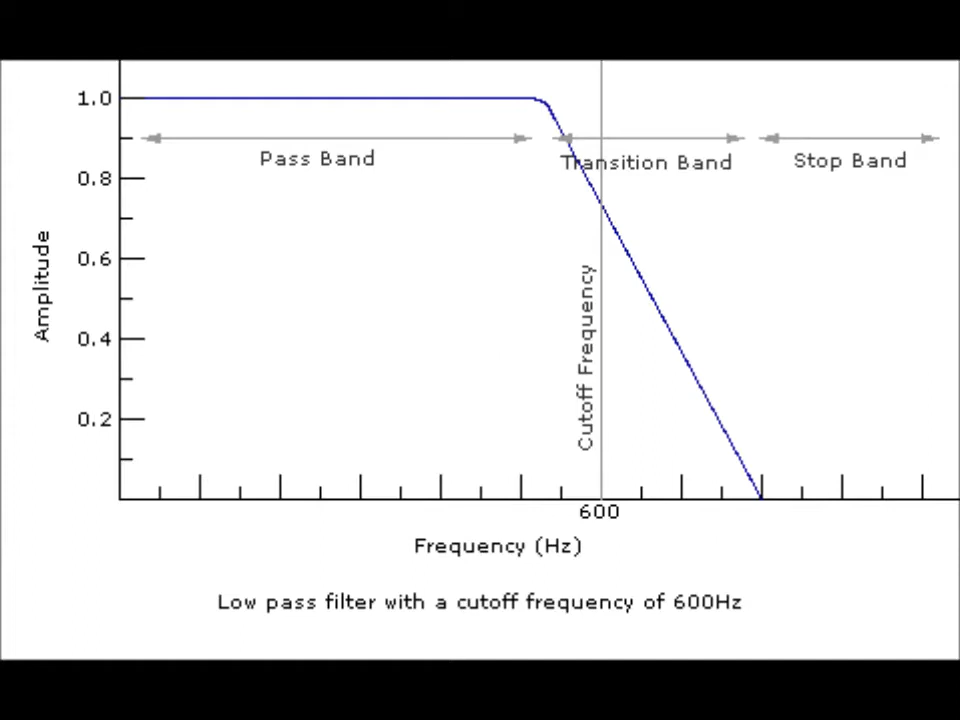 1.0
Pass Band
Transition Band
Stop Band
0.8
0.6
Amplitude
0.4
Cutoff Frequency
0.2
600
Frequency (Hz)
Low pass filter with a cutoff frequency of 600Hz